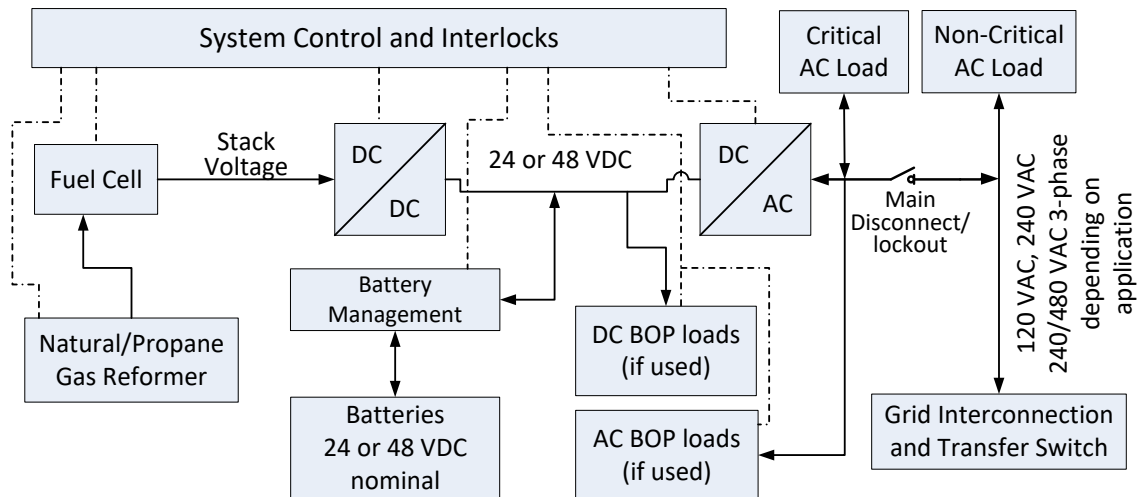 System Control and Interlocks
Critical
AC Load
Non-Critical
AC Load
Fuel Cell
Stack
Voltage
DC
DC
24 or 48 VDC
DC
AC
Main
Disconnect/
lockout
120 VAC, 240 VAC
240/480 VAC 3-phase
depending on
application
Natural/Propane
Gas Reformer
Battery
Management
Batteries
24 or 48 VDC
nominal
DC BOP loads
(if used)
AC BOP loads
(if used)
Grid Interconnection
and Transfer Switch